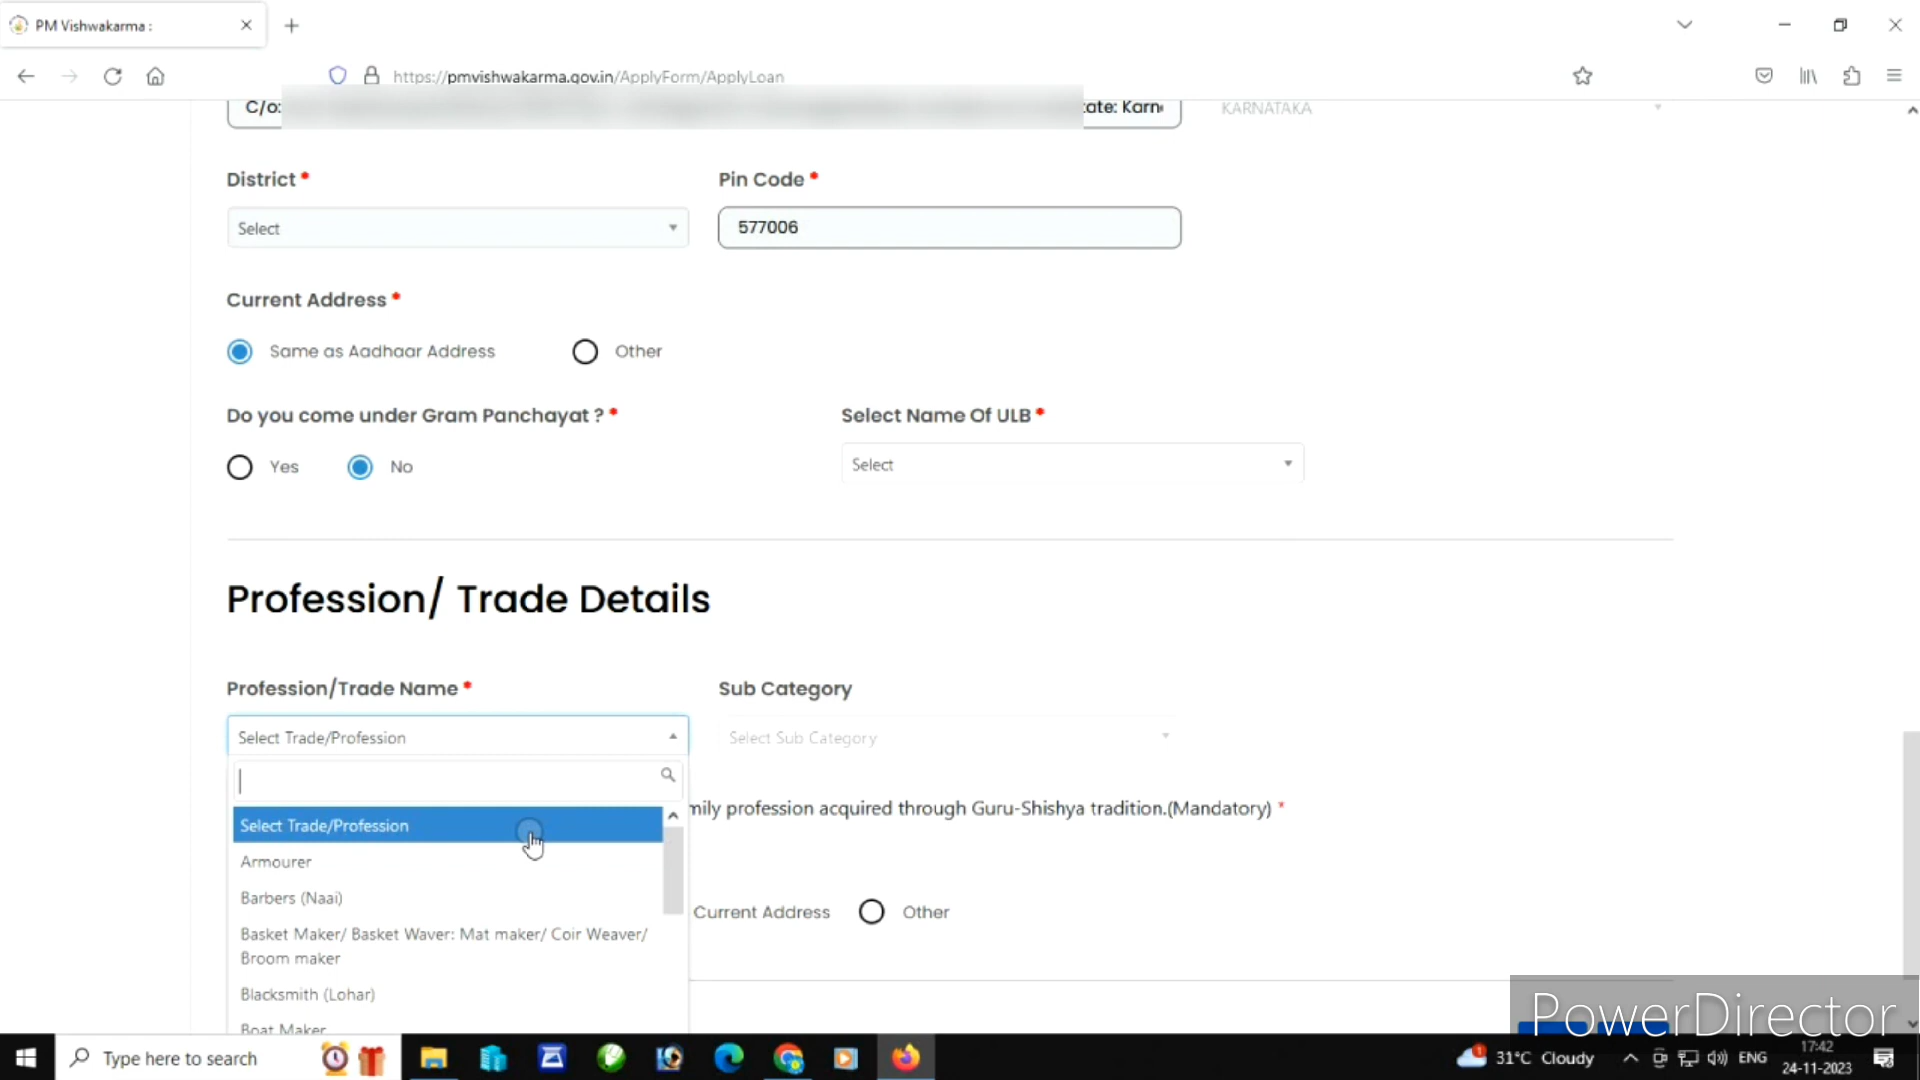 PM Vishwakarma :
https://pmvishwakarma.gov.in/ApplyForm/ApplyLoan
C/o:
tate: Karn
KARNATAKA
District *
Pin Code *
Select
577006
Current Address *
Same as Aadhaar Address
Other
Do you come under Gram Panchayat ? *
Select Name Of ULB *
Yes
No
Select
Profession/ Trade Details
Profession/Trade Name *
Sub Category
Select Trade/Profession
Select Sub Category
mily profession acquired through Guru-Shishya tradition.(Mandatory) *
Select Trade/Profession
Armourer
Barbers (Naai)
Current Address
Other
Basket Maker/ Basket Waver: Mat maker/ Coir Weaver/
Broom maker
Blacksmith (Lohar)
Boat Maker
PowerDirector
Type here to search
31°C Cloudy
ENG
17:42
24-11-2023